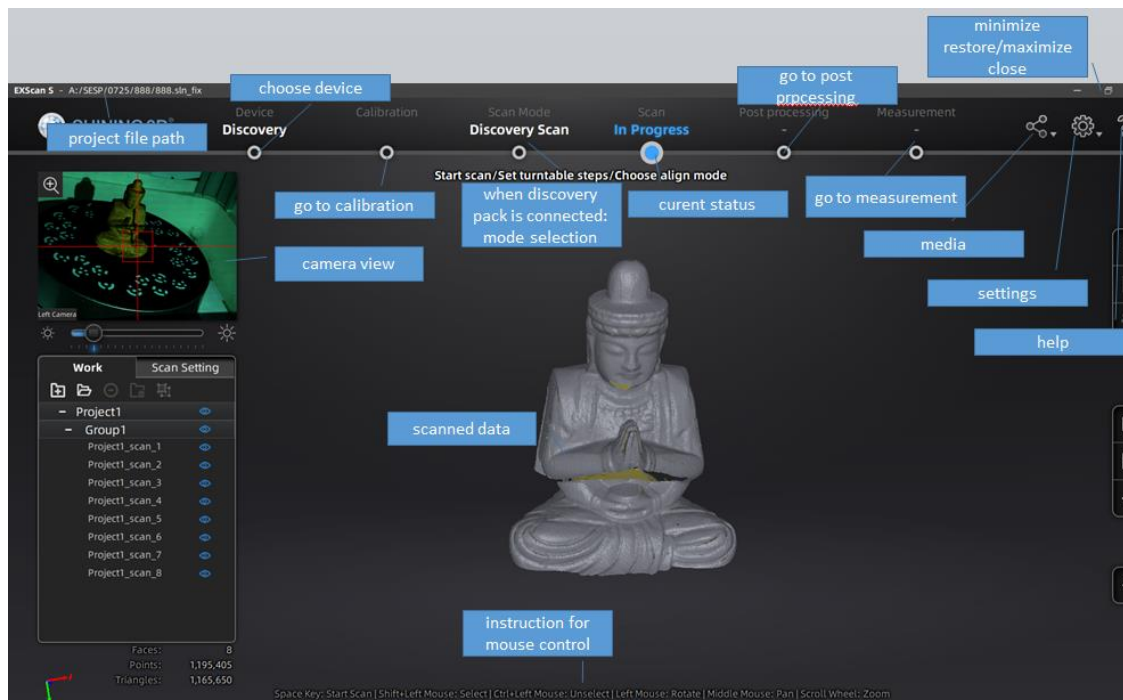 minimize
restore/maximize
close
EXScan S - A:/SESP/0725/888/888.sln_fix
choose device
go to post
prpcessing
project file path
Device
Discovery
Calibration
Scan Mode
Discovery Scan
Scan
In Progress
Post processing
-
Measurement
-
Start scan/Set turntable steps/Choose align mode
go to calibration
when discovery
pack is connected:
mode selection
curent status
go to measurement
camera view
media
settings
help
Left Camera
Work
Scan Setting
Project1
Group1
Project1_scan_1
Project1_scan_2
Project1_scan_3
Project1_scan_4
Project1_scan_5
Project1_scan_6
Project1_scan_7
Project1_scan_8
scanned data
instruction for
mouse control
Faces: 8
Points: 1,195,405
Triangles: 1,165,650
Space Key: Start Scan|Shift+Left Mouse: Select|Ctrl+Left Mouse: Unselect|Left Mouse: Rotate|Middle Mouse: Pan|Scroll Wheel: Zoom